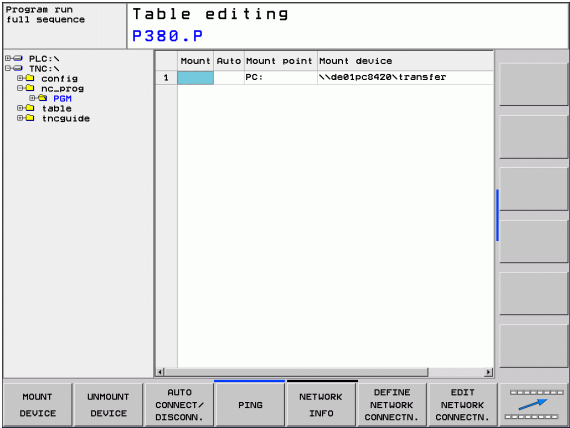 Program run
full sequence
Table editing
P380.P
PLC:\
TNC:\
config
nc_prog
PGM
table
tncguide
Mount Auto Mount point Mount device
1 PC: \\de01pc8420\transfer
MOUNT
DEVICE
UNMOUNT
DEVICE
AUTO
CONNECT/
DISCONN.
PING
NETWORK
INFO
DEFINE
NETWORK
CONNECTN.
EDIT
NETWORK
CONNECTN.